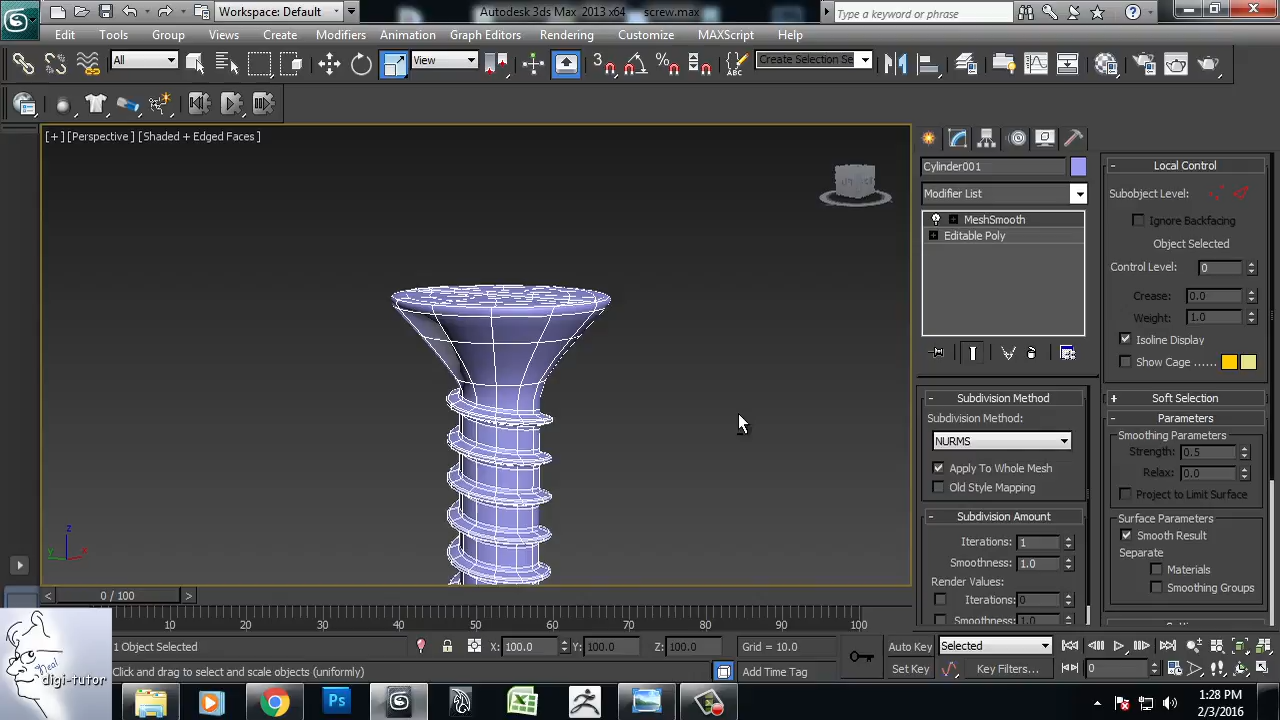 Workspace: Default
Autodesk 3ds Max 2013 x64    screw.max
Type a keyword or phrase
Edit Tools Group Views Create Modifiers Animation Graph Editors Rendering Customize MAXScript Help
All
View
Create Selection Se
[+] [Perspective] [Shaded + Edged Faces]
Cylinder001
Modifier List
MeshSmooth
Editable Poly
Subdivision Method
Subdivision Method:
NURMS
Apply To Whole Mesh
Old Style Mapping
Subdivision Amount
Iterations: 1
Smoothness: 1.0
Render Values:
Iterations: 0
Smoothness: 1.0
Local Control
Subobject Level:
Ignore Backfacing
Object Selected
Control Level: 0
Crease: 0.0
Weight: 1.0
Isoline Display
Show Cage ......
Soft Selection
Parameters
Smoothing Parameters
Strength: 0.5
Relax: 0.0
Project to Limit Surface
Surface Parameters
Smooth Result
Separate
Materials
Smoothing Groups
z
y x
< 0 / 100 >
10 20 30 40 50 60 70 80 90 100
1 Object Selected
X: 100.0 Y: 100.0 Z: 100.0
Grid = 10.0
Auto Key
Selected
Click and drag to select and scale objects (uniformly)
Add Time Tag
Set Key
Key Filters...
0
digi-tutor
Ps
1:28 PM
2/3/2016